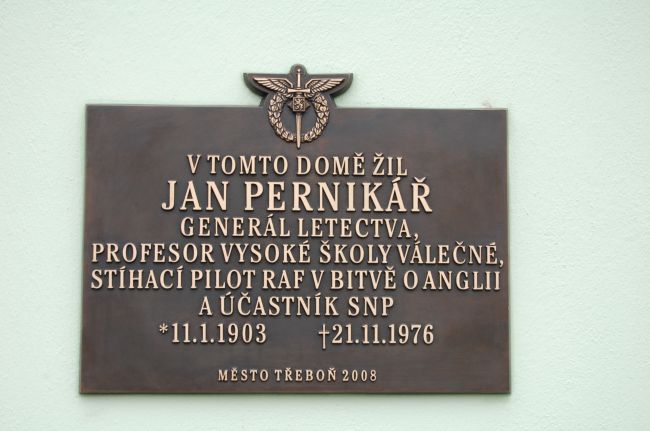 V TOMTO DOMĚ ŽIL
JAN PERNIKÁŘ
GENERÁL LETECTVA,
PROFESOR VYSOKÉ ŠKOLY VÁLEČNÉ,
STÍHACÍ PILOT RAF V BITVĚ O ANGLII
A ÚČASTNÍK SNP
*11.1.1903 †21.11.1976
MĚSTO TŘEBOŇ 2008